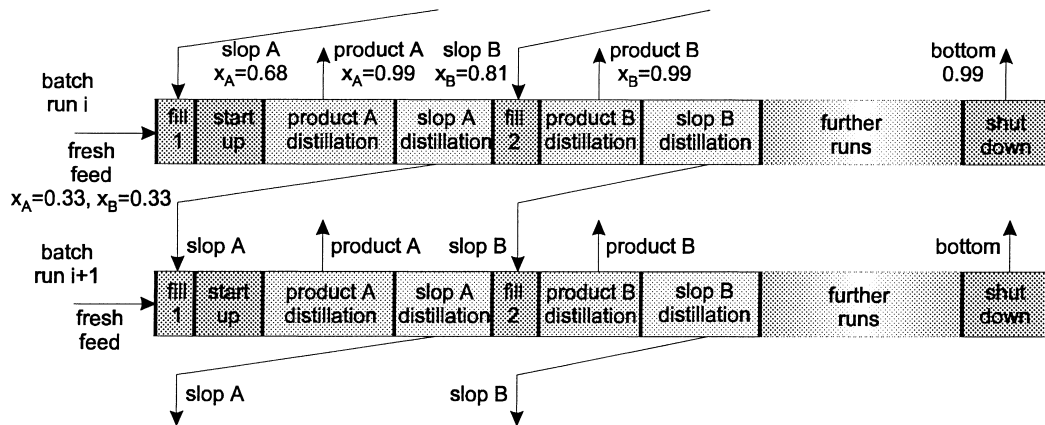 slop A
x_A=0.68
product A
x_A=0.99
slop B
x_B=0.81
product B
x_B=0.99
bottom
0.99
batch
run i
fill
1
start
up
product A
distillation
slop A
distillation
fill
2
product B
distillation
slop B
distillation
further
runs
shut
down
fresh
feed
x_A=0.33, x_B=0.33
batch
run i+1
slop A
product A
slop B
product B
bottom
fill
1
start
up
product A
distillation
slop A
distillation
fill
2
product B
distillation
slop B
distillation
further
runs
shut
down
fresh
feed
slop A
slop B